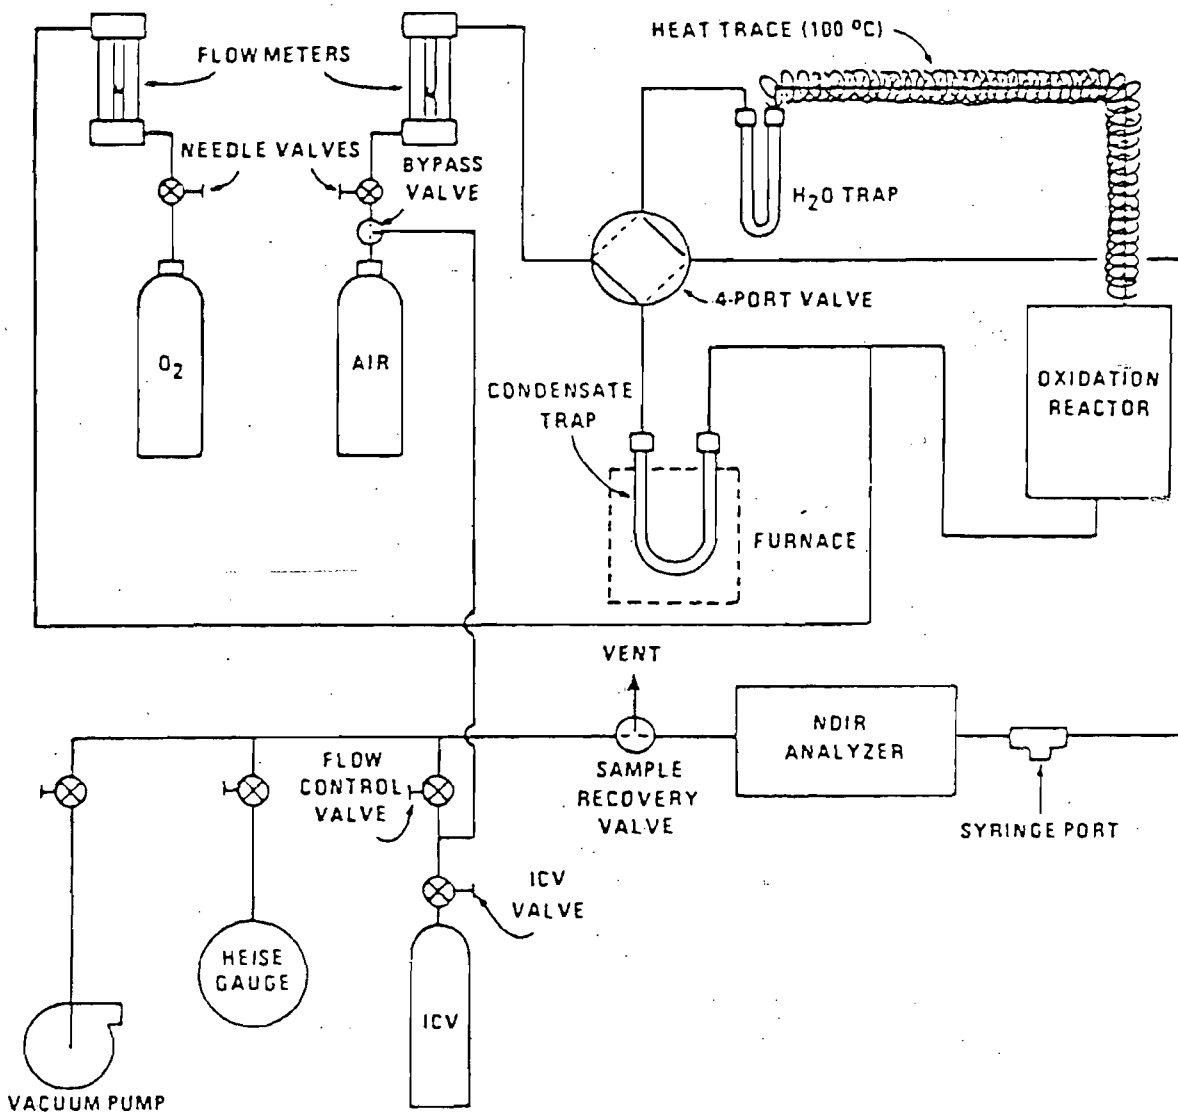 HEAT TRACE (100 ºC)
FLOW METERS
NEEDLE VALVES
BYPASS
VALVE
H2O TRAP
4-PORT VALVE
O2
AIR
CONDENSATE
TRAP
OXIDATION
REACTOR
FURNACE
VENT
NDIR
ANALYZER
FLOW
CONTROL
VALVE
SAMPLE
RECOVERY
VALVE
SYRINGE PORT
ICV
VALVE
HEISE
GAUGE
ICV
VACUUM PUMP